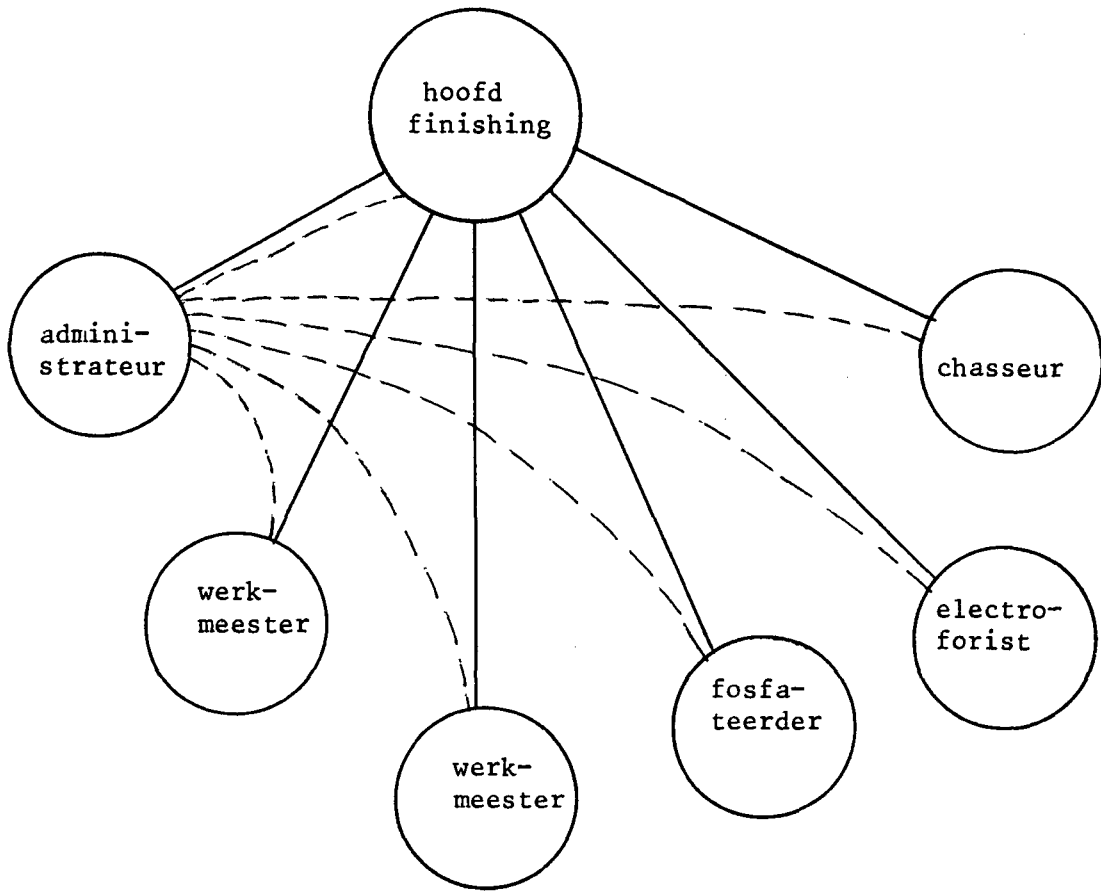 hoofd
finishing
admini-
strateur
chasseur
werk-
meester
electro-
forist
fosfa-
teerder
werk-
meester